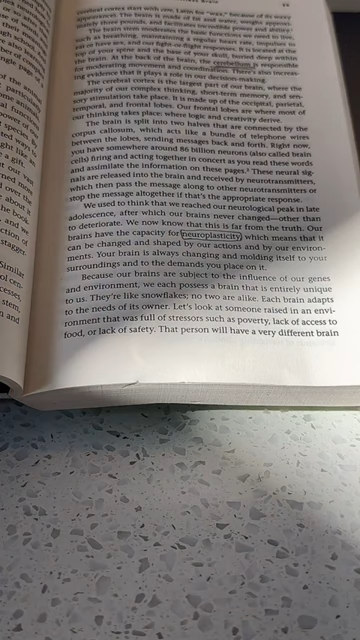 cerebral cortex start with one. Latin for "wax," because of its waxy
appearance). The brain is made of fat and water, weighs approxi-
mately three pounds, and facilitates incredible power and ability.
The brain stem moderates the basic functions we need to live,
such as breathing, maintaining a regular heart rate, impulses to
eat or have sex, and our fight-or-flight responses. It is located at the
top of your spine and the base of your skull, buried deep within
the brain. At the back of the brain, the cerebellum is responsible
for moderating movement and coordination. There's also increas-
ing evidence that it plays a role in our decision-making.
The cerebral cortex is the largest part of our brain, where the
majority of our complex thinking, short-term memory, and sen-
sory stimulation take place. It is made up of the occipital, parietal,
temporal, and frontal lobes. Our frontal lobes are where most of
our thinking takes place: where logic and creativity derive.
The brain is split into two halves that are connected by the
corpus callosum, which acts like a bundle of telephone wires
between the lobes, sending messages back and forth. Right now,
you have somewhere around 86 billion neurons (also called brain
cells) firing and acting together in concert as you read these words
and assimilate the information on these pages. These neural sig-
nals are released into the brain and received by neurotransmitters,
which then pass the message along to other neurotransmitters or
stop the message altogether if that's the appropriate response.
We used to think that we reached our neurological peak in late
adolescence, after which our brains never changed—other than
to deteriorate. We now know that this is far from the truth. Our
brains have the capacity for neuroplasticity, which means that it
can be changed and shaped by our actions and by our environ-
ments. Your brain is always changing and molding itself to your
surroundings and to the demands you place on it.
Because our brains are subject to the influence of our genes
and environment, we each possess a brain that is entirely unique
to us. They're like snowflakes; no two are alike. Each brain adapts
to the needs of its owner. Let's look at someone raised in an envi-
ronment that was full of stressors such as poverty, lack of access to
food, or lack of safety. That person will have a very different brain